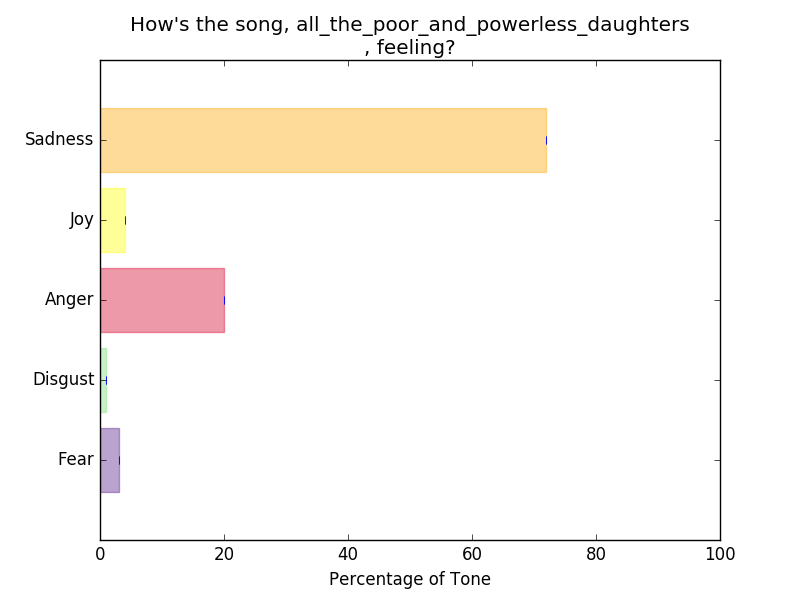 How's the song, all_the_poor_and_powerless_daughters
, feeling?
Sadness
Joy
Anger
Disgust
Fear
0 20 40 60 80 100
Percentage of Tone